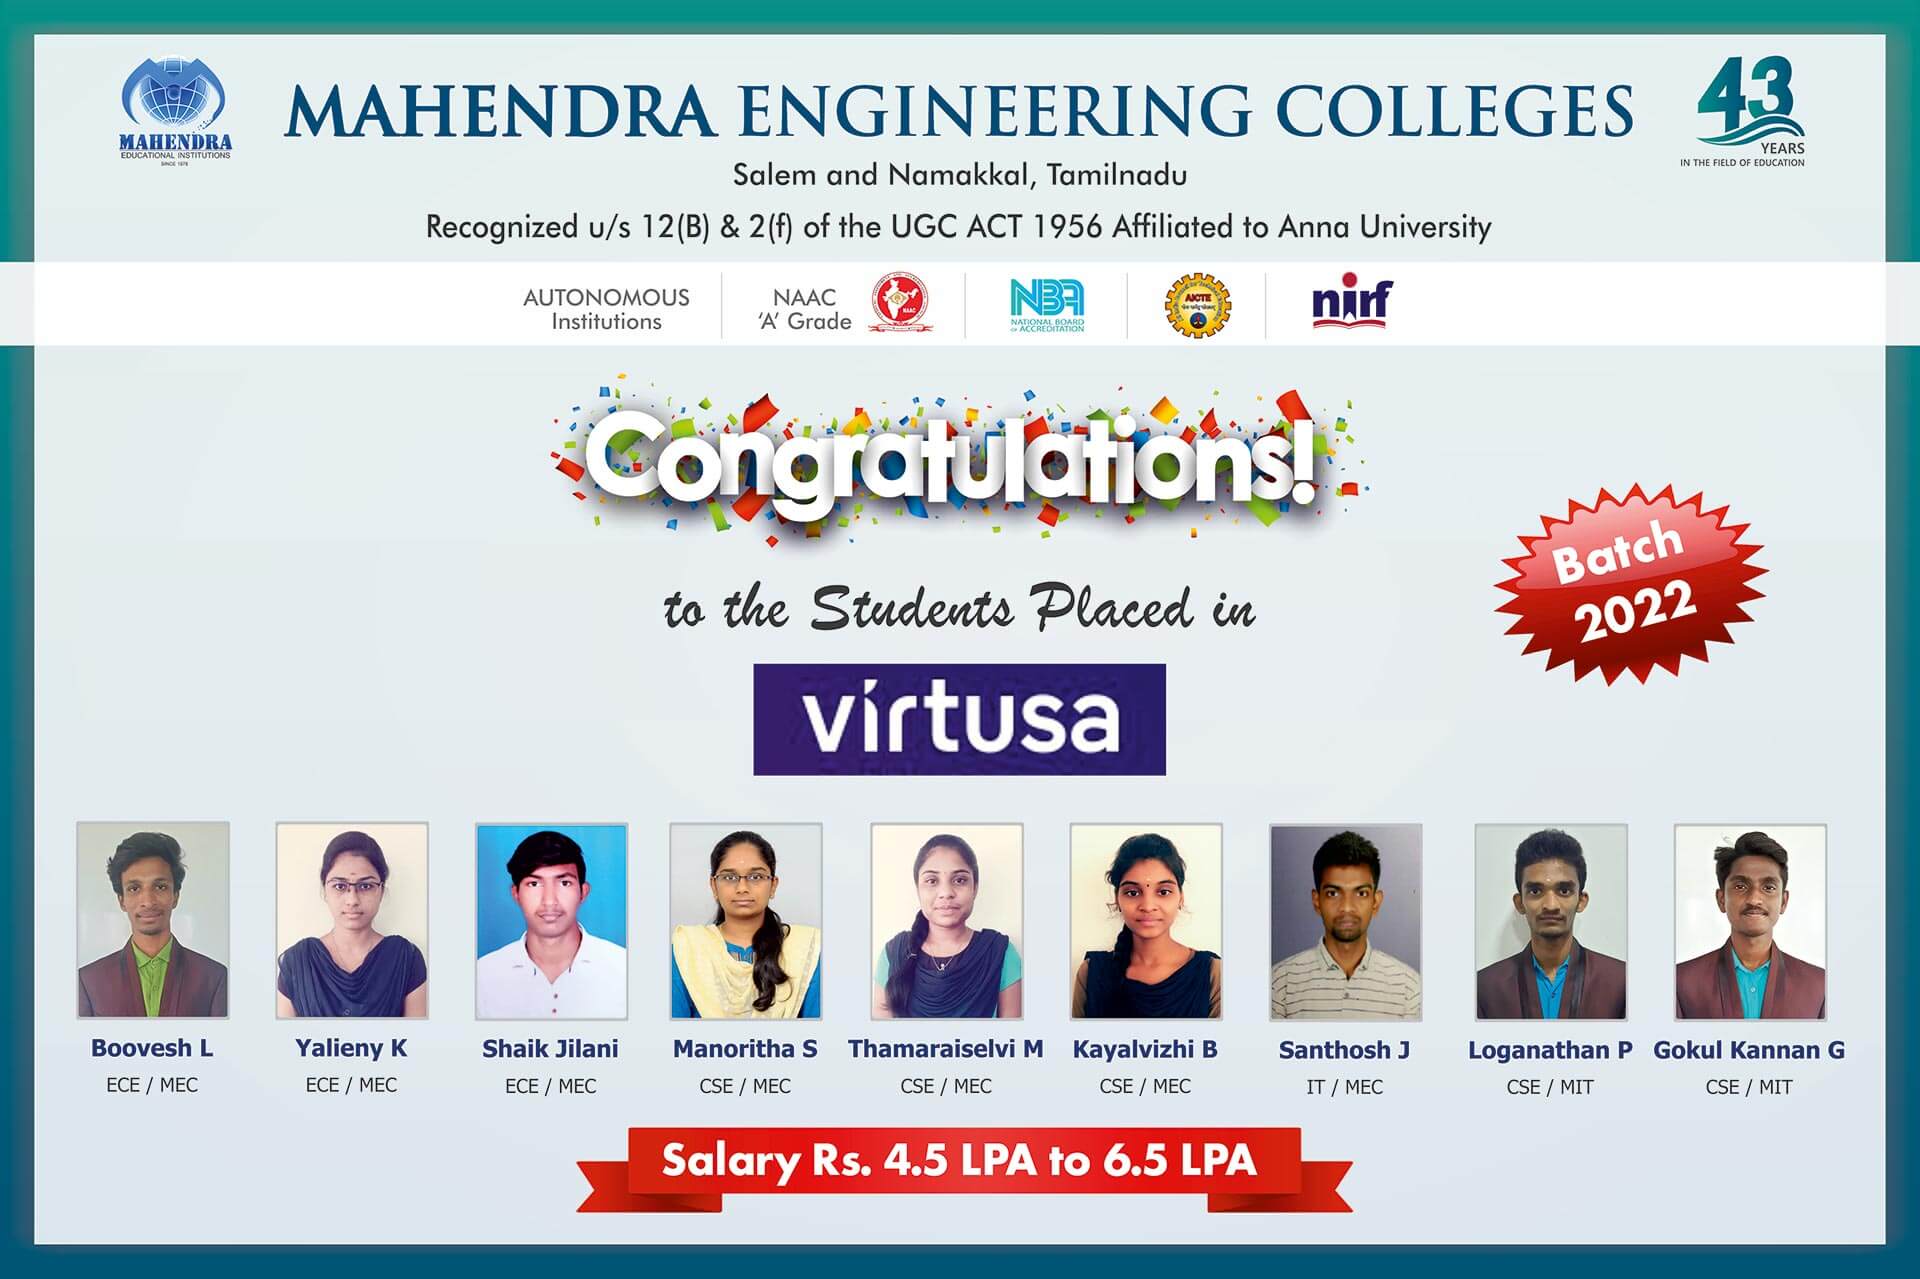 MAHENDRA
EDUCATIONAL INSTITUTIONS
SINCE 1978
MAHENDRA ENGINEERING COLLEGES
43
YEARS
IN THE FIELD OF EDUCATION
Salem and Namakkal, Tamilnadu
Recognized u/s 12(B) & 2(f) of the UGC ACT 1956 Affiliated to Anna University
AUTONOMOUS
Institutions
NAAC
'A' Grade
NAAC
NBA
NATIONAL BOARD
OF ACCREDITATION
AICTE
nirf
Congratulations!
to the Students Placed in
Batch
2022
virtusa
Boovesh L
ECE / MEC
Yalieny K
ECE / MEC
Shaik Jilani
ECE / MEC
Manoritha S
CSE / MEC
Thamaraiselvi M
CSE / MEC
Kayalvizhi B
CSE / MEC
Santhosh J
IT / MEC
Loganathan P
CSE / MIT
Gokul Kannan G
CSE / MIT
Salary Rs. 4.5 LPA to 6.5 LPA